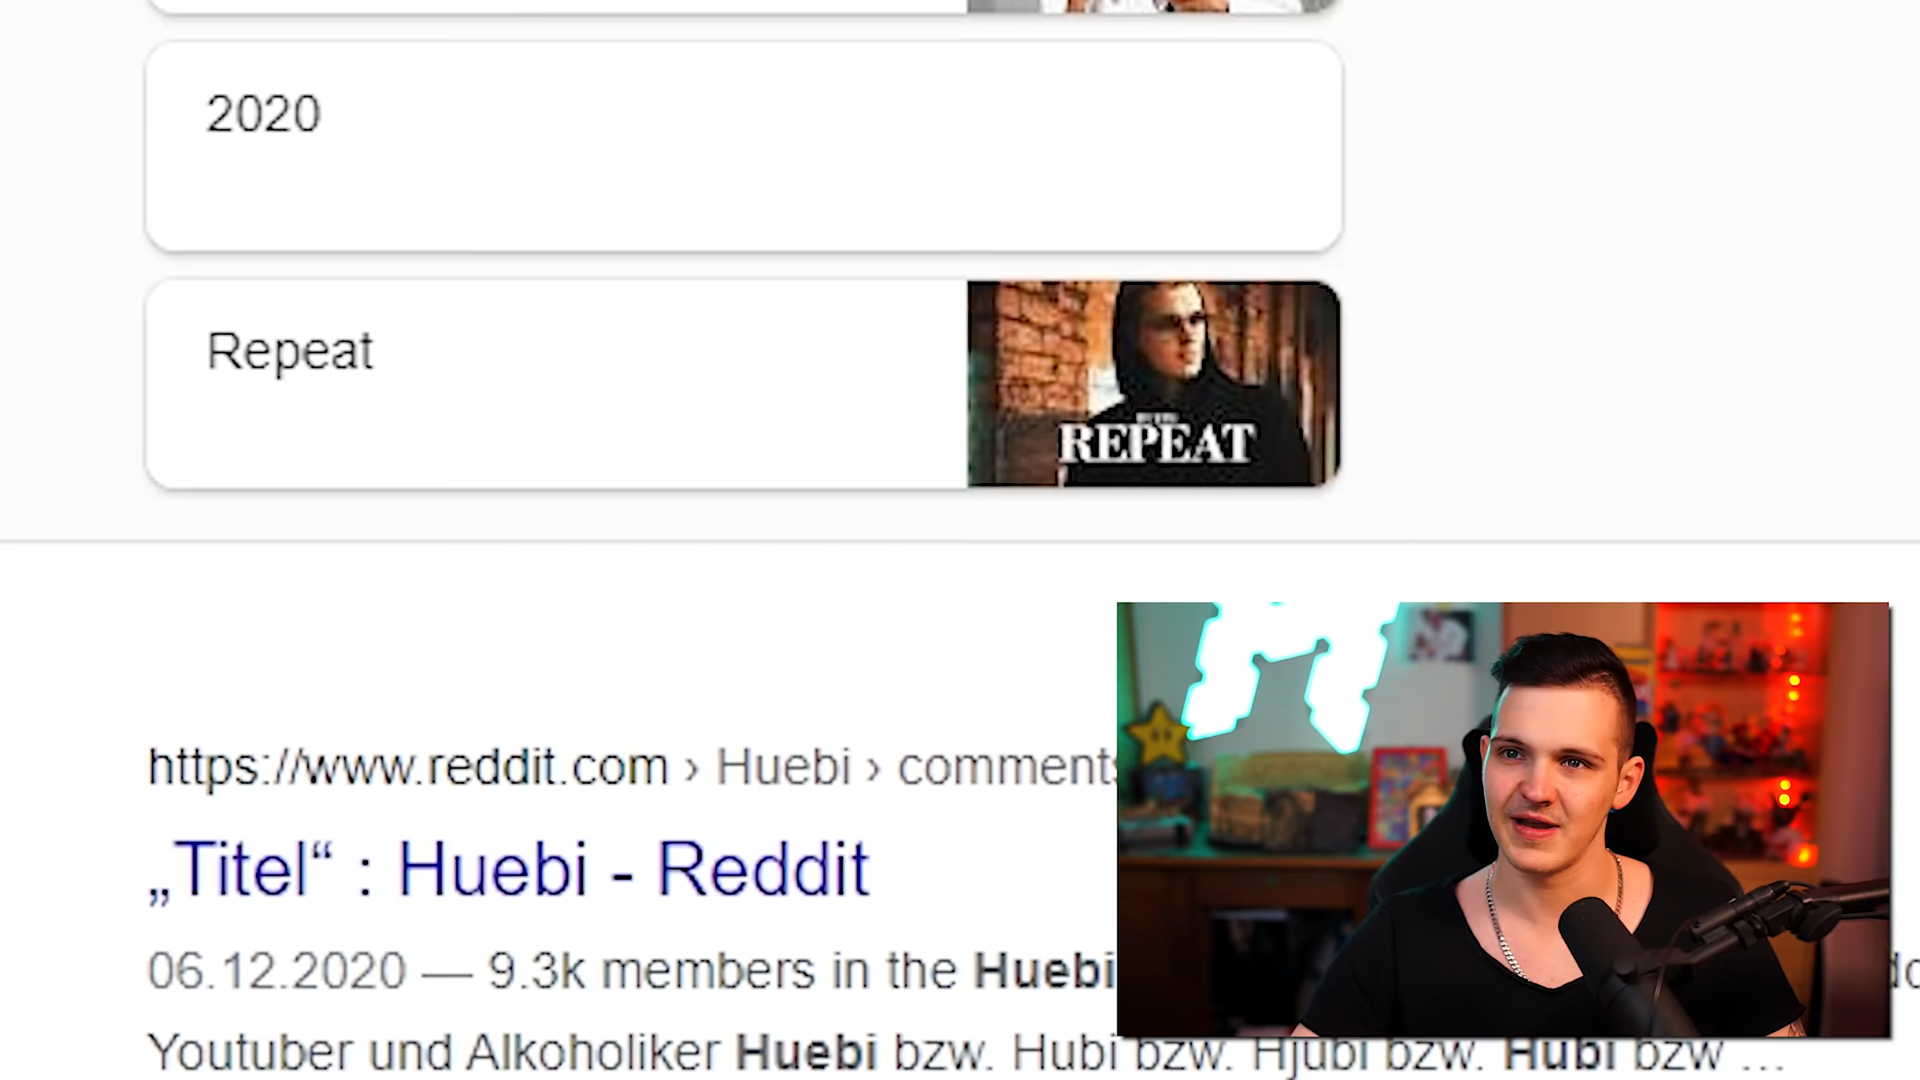 2020
Repeat
REPEAT
https://www.reddit.com › Huebi › comments
„Titel“ : Huebi - Reddit
06.12.2020 — 9.3k members in the Huebi
Youtuber und Alkoholiker Huebi bzw. Hubi bzw. Hjubi bzw. Hubi bzw ...